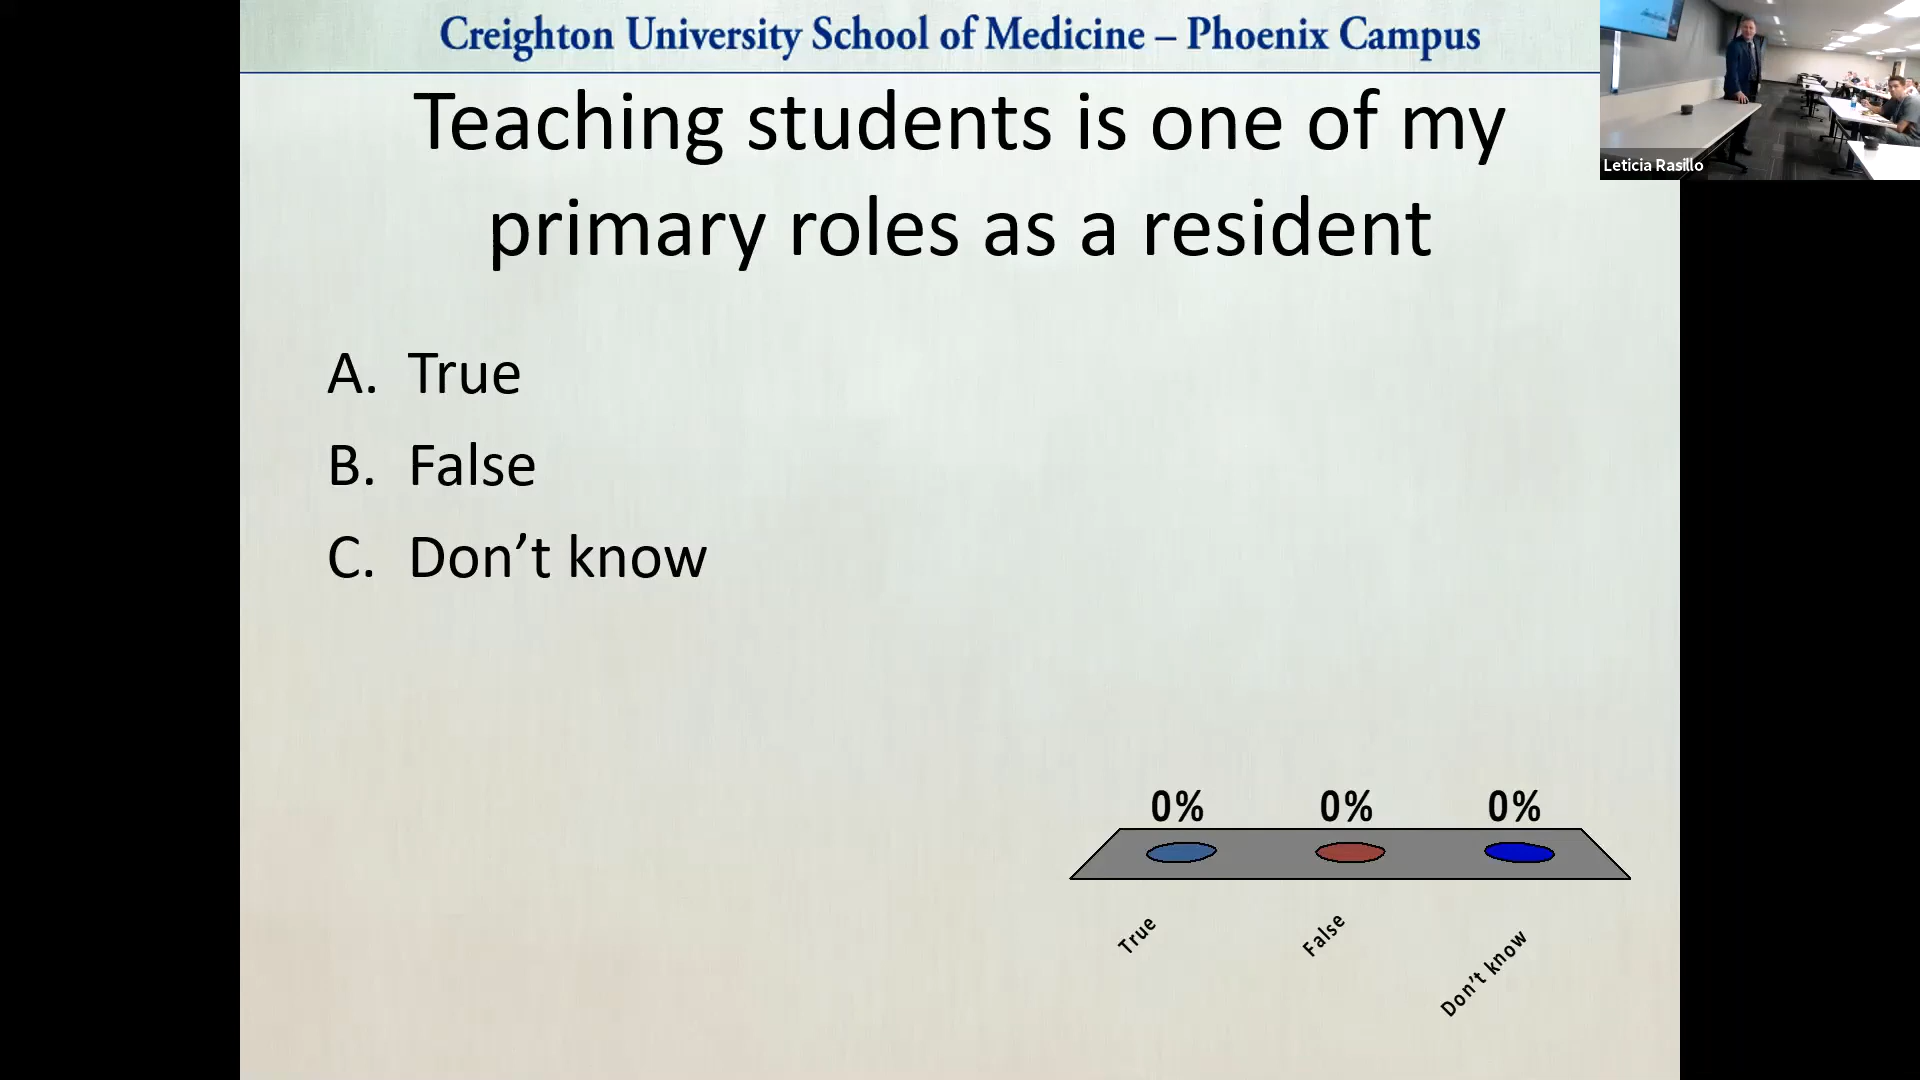 Creighton University School of Medicine – Phoenix Campus
Teaching students is one of my
primary roles as a resident
A. True
B. False
C. Don’t know
0% 0% 0%
True
False
Don’t know
Leticia Rasillo